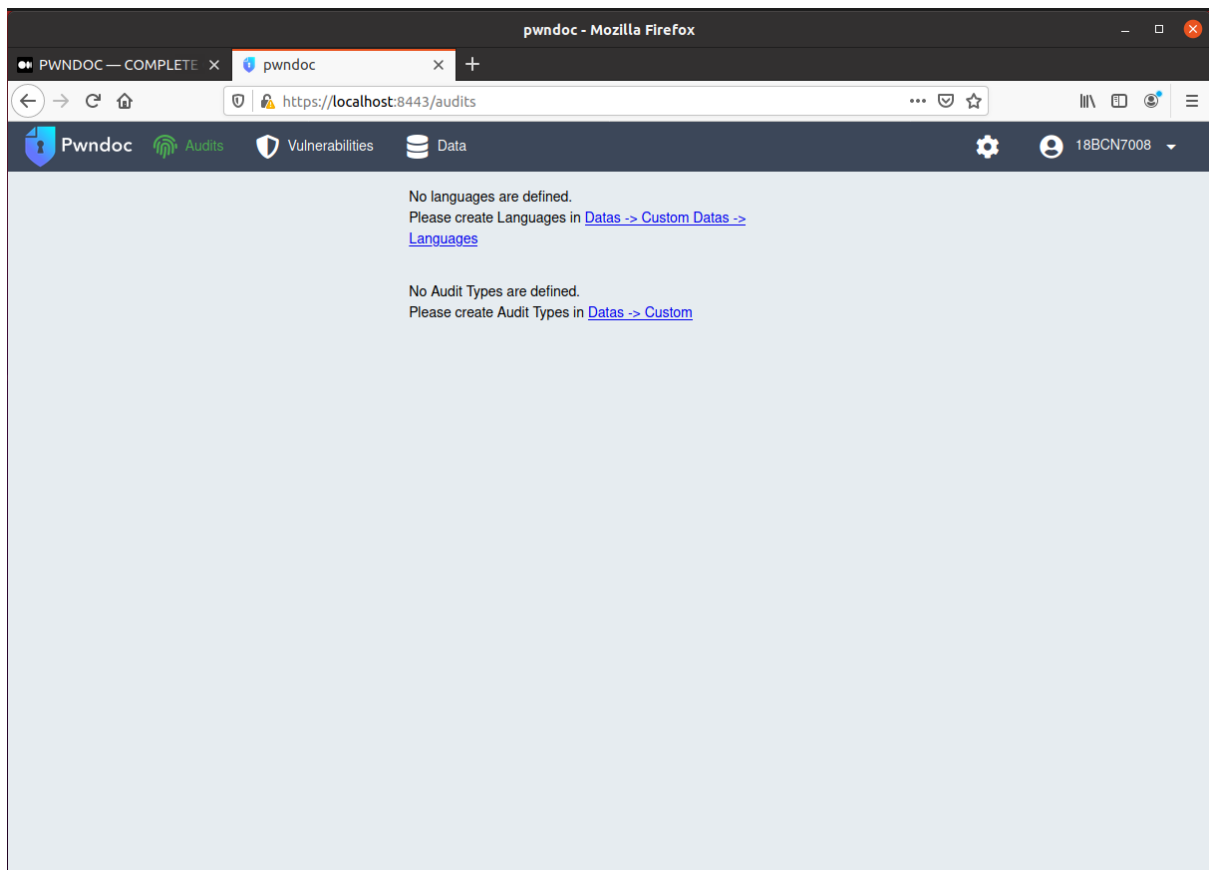 pwndoc - Mozilla Firefox
PWNDOC — COMPLETE
pwndoc
https://localhost:8443/audits
Pwndoc Audits Vulnerabilities Data 18BCN7008
No languages are defined.
Please create Languages in Datas -> Custom Datas ->
Languages
No Audit Types are defined.
Please create Audit Types in Datas -> Custom